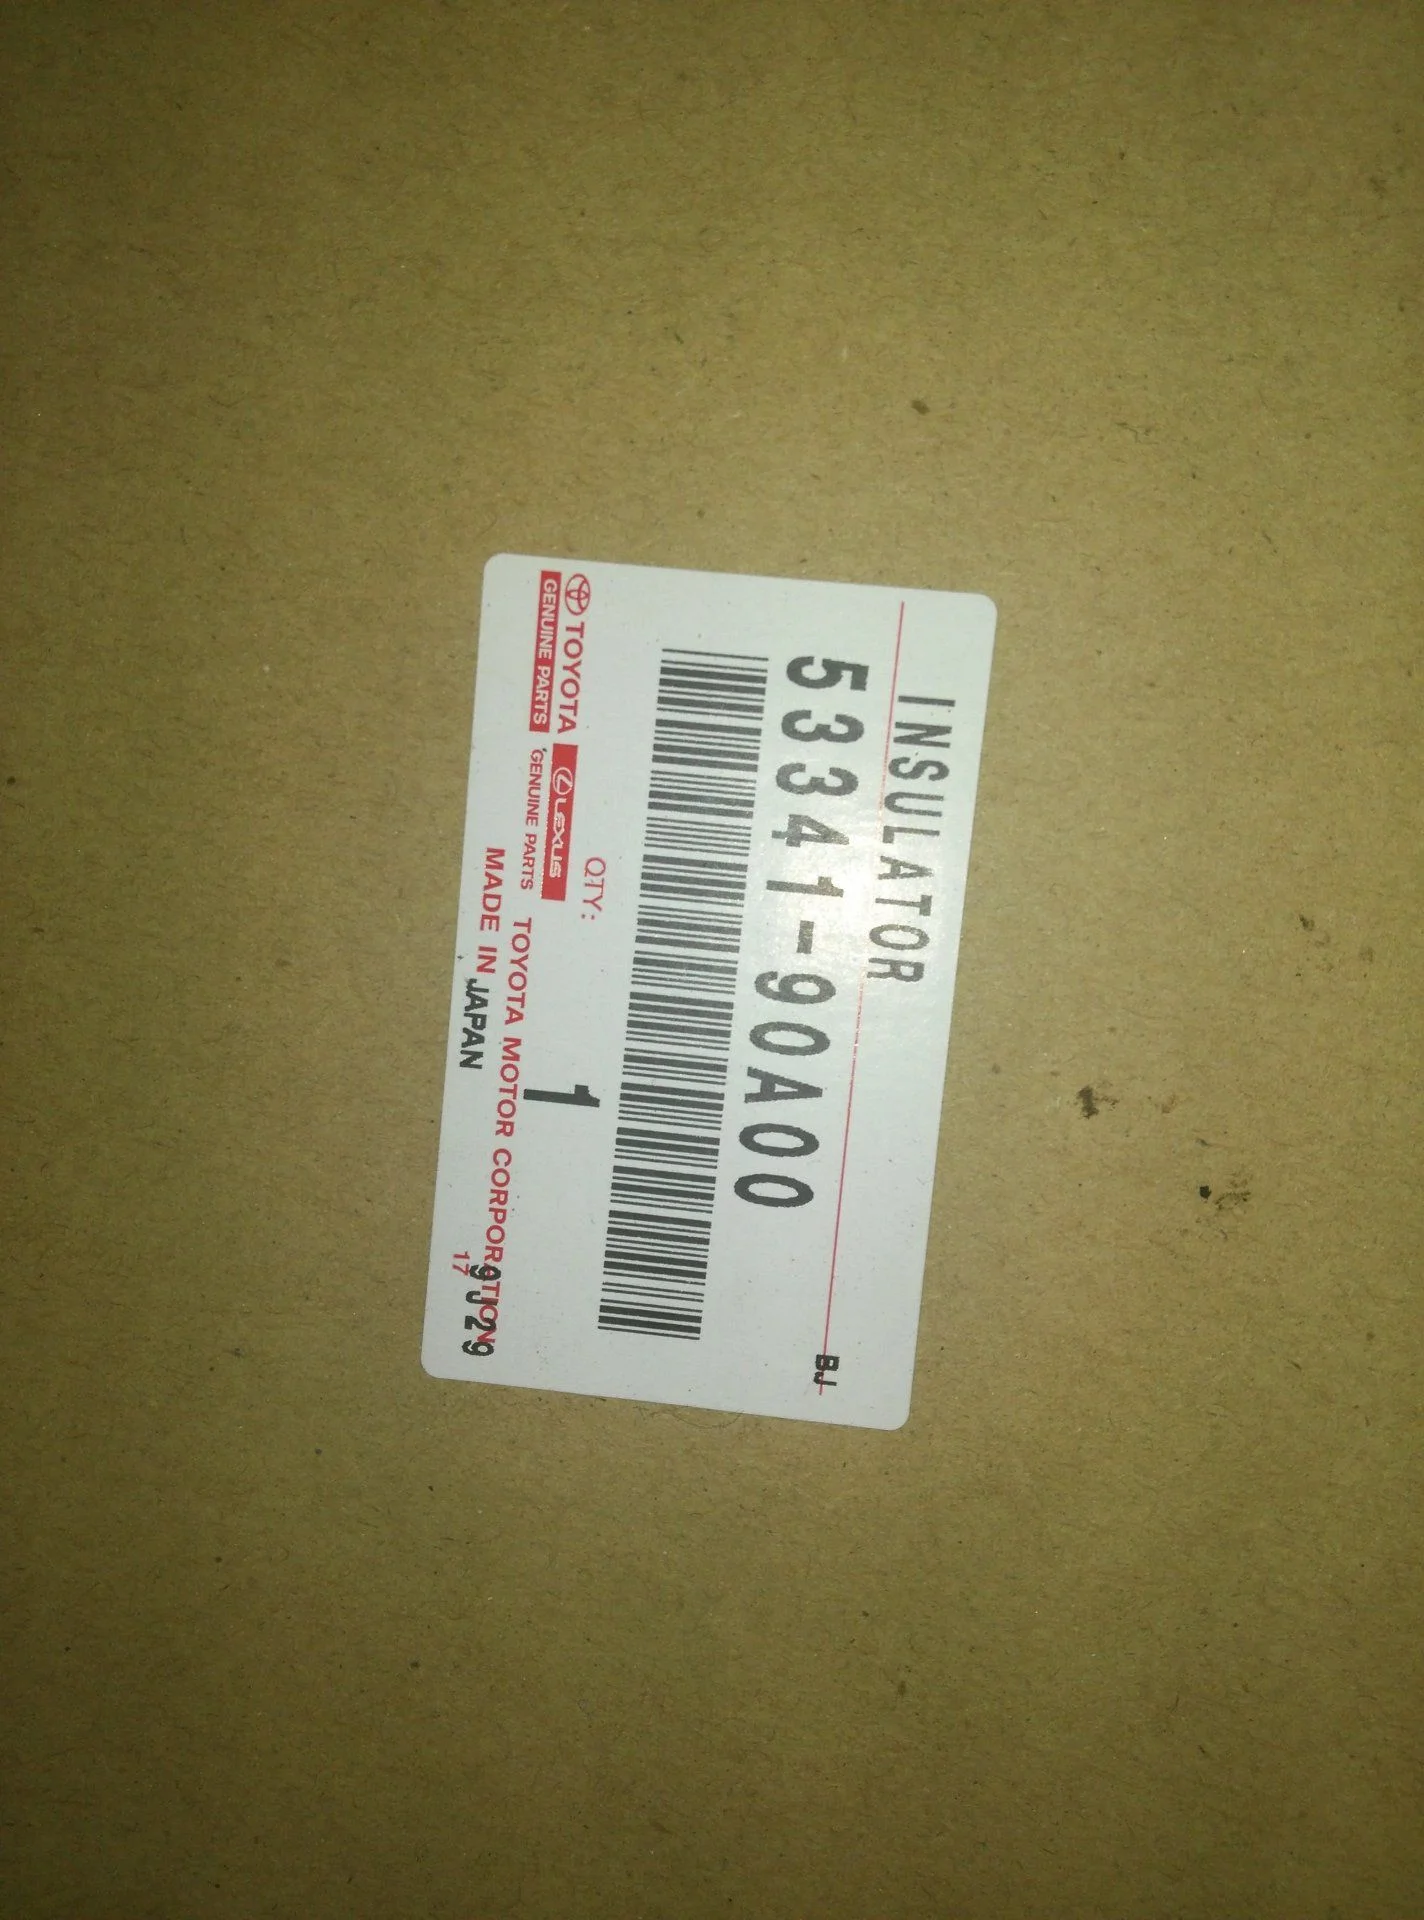 INSULATOR
BJ
53341-90A00
QTY: 1
TOYOTA LEXUS
GENUINE PARTS GENUINE PARTS TOYOTA MOTOR CORPORATION
MADE IN JAPAN 17 9J29